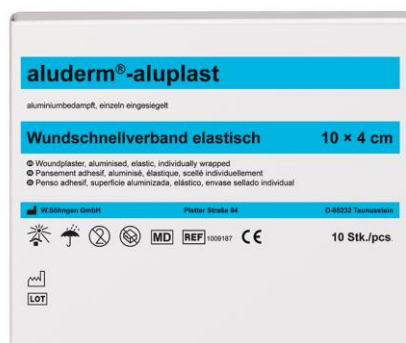 aluderm®-aluplast
aluminiumbedampft, einzeln eingesiegelt
Wundschnellverband elastisch 10 × 4 cm
Woundplaster, aluminised, elastic, individually wrapped
Pansement adhesif, aluminisé, élastique, scellé individuellement
Penso adhesif, superficie aluminizada, elástico, envase sellado individual
W.Söhngen GmbH Platter Straße 84 D-65232 Taunusstein
2 MD REF 1009187 CE 10 Stk./pcs.
LOT